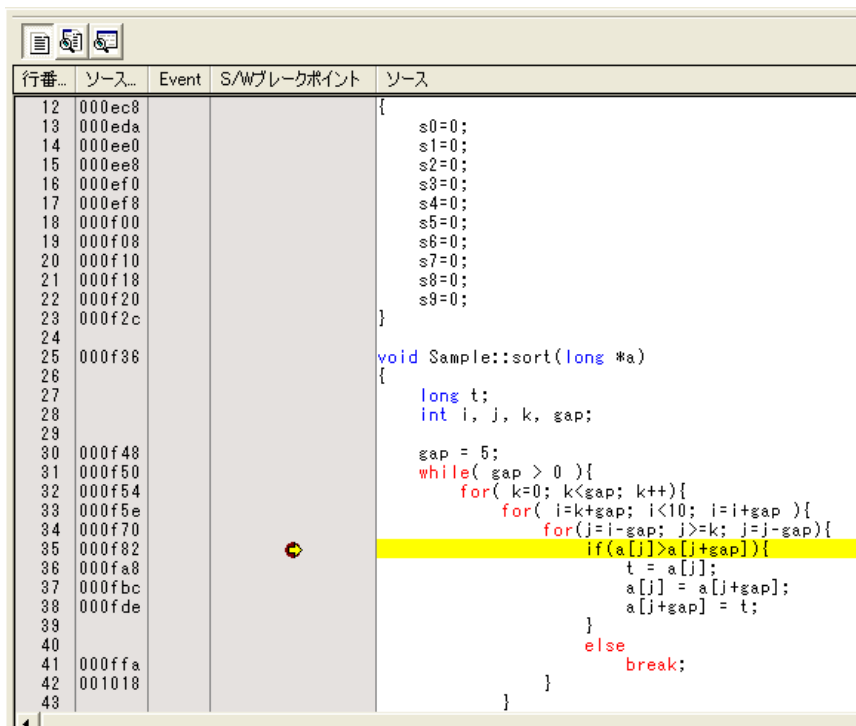 行番... ソース... Event S/Wブレークポイント ソース
12 000ec8 {
13 000eda s0=0;
14 000ee0 s1=0;
15 000ee8 s2=0;
16 000ef0 s3=0;
17 000ef8 s4=0;
18 000f00 s5=0;
19 000f08 s6=0;
20 000f10 s7=0;
21 000f18 s8=0;
22 000f20 s9=0;
23 000f2c }
24
25 000f36 void Sample::sort(long *a)
26 {
27 long t;
28 int i, j, k, gap;
29
30 000f48 gap = 5;
31 000f50 while( gap > 0 ){
32 000f54 for( k=0; k<gap; k++){
33 000f5e for( i=k+gap; i<10; i=i+gap ){
34 000f70 for(j=i-gap; j>=k; j=j-gap){
35 000f82 if(a[j]>a[j+gap]){
36 000fa8 t = a[j];
37 000fbc a[j] = a[j+gap];
38 000fde a[j+gap] = t;
39 }
40 else
41 000ffa break;
42 001018 }
43 }